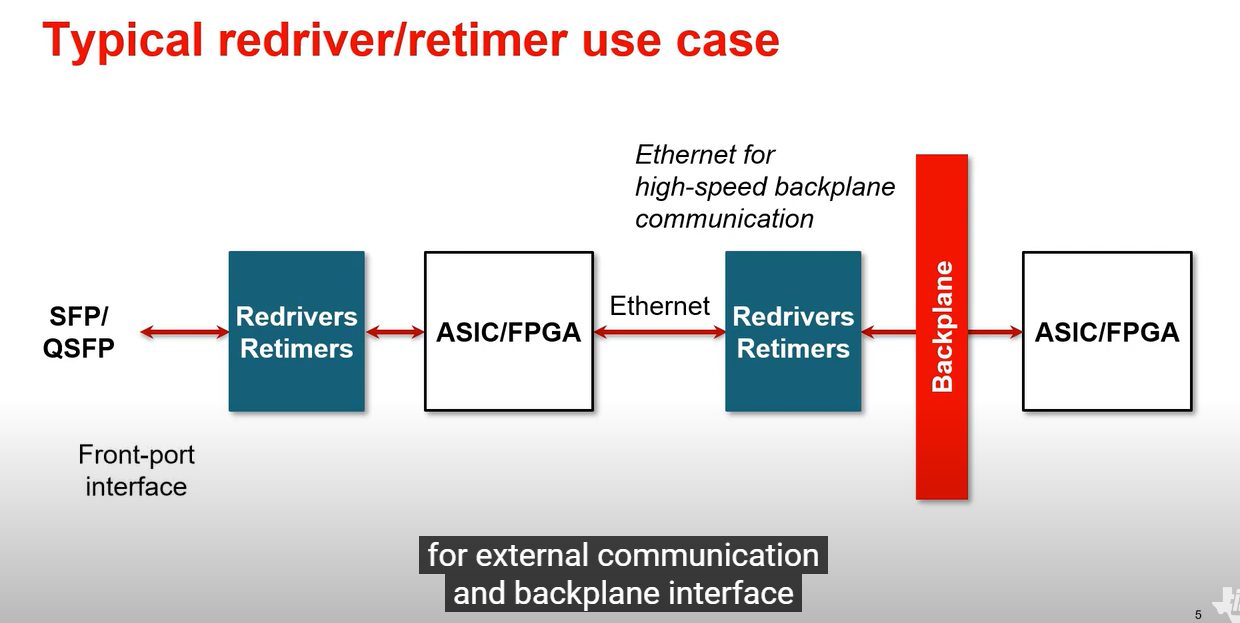 Typical redriver/retimer use case
Ethernet for
high-speed backplane
communication
SFP/
QSFP
Redrivers
Retimers
ASIC/FPGA
Ethernet
Redrivers
Retimers
Backplane
ASIC/FPGA
Front-port
interface
for external communication
and backplane interface
5